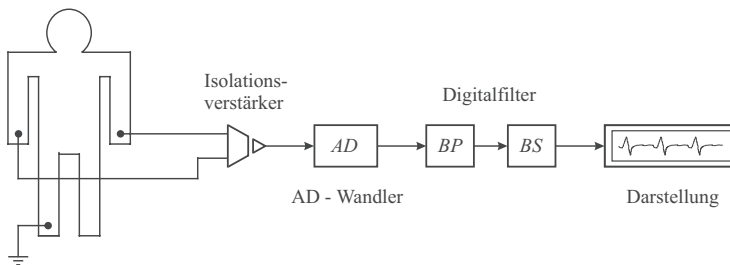 Isolations-
verstärker
Digitalfilter
AD
BP
BS
AD - Wandler
Darstellung